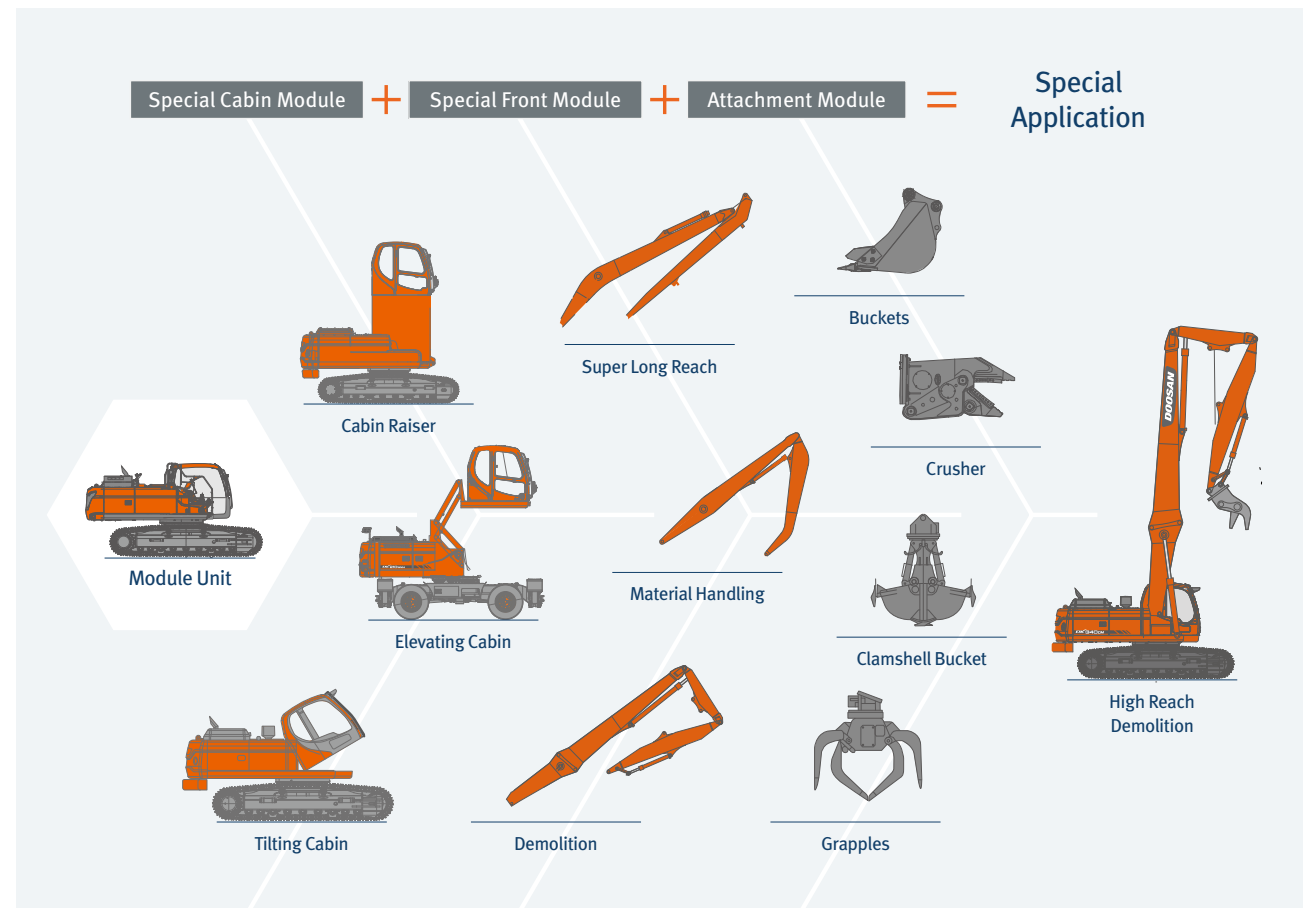 Special Cabin Module + Special Front Module + Attachment Module = Special
Application
Buckets
Super Long Reach
Cabin Raiser
Crusher
DOOSAN
Module Unit
Material Handling
Elevating Cabin
Clamshell Bucket
High Reach
Demolition
Tilting Cabin
Demolition
Grapples